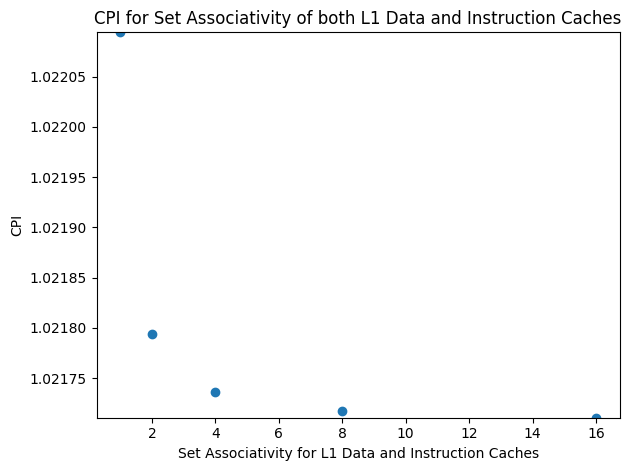 CPI for Set Associativity of both L1 Data and Instruction Caches
1.02205
1.02200
1.02195
1.02190
1.02185
1.02180
1.02175
CPI
2 4 6 8 10 12 14 16
Set Associativity for L1 Data and Instruction Caches